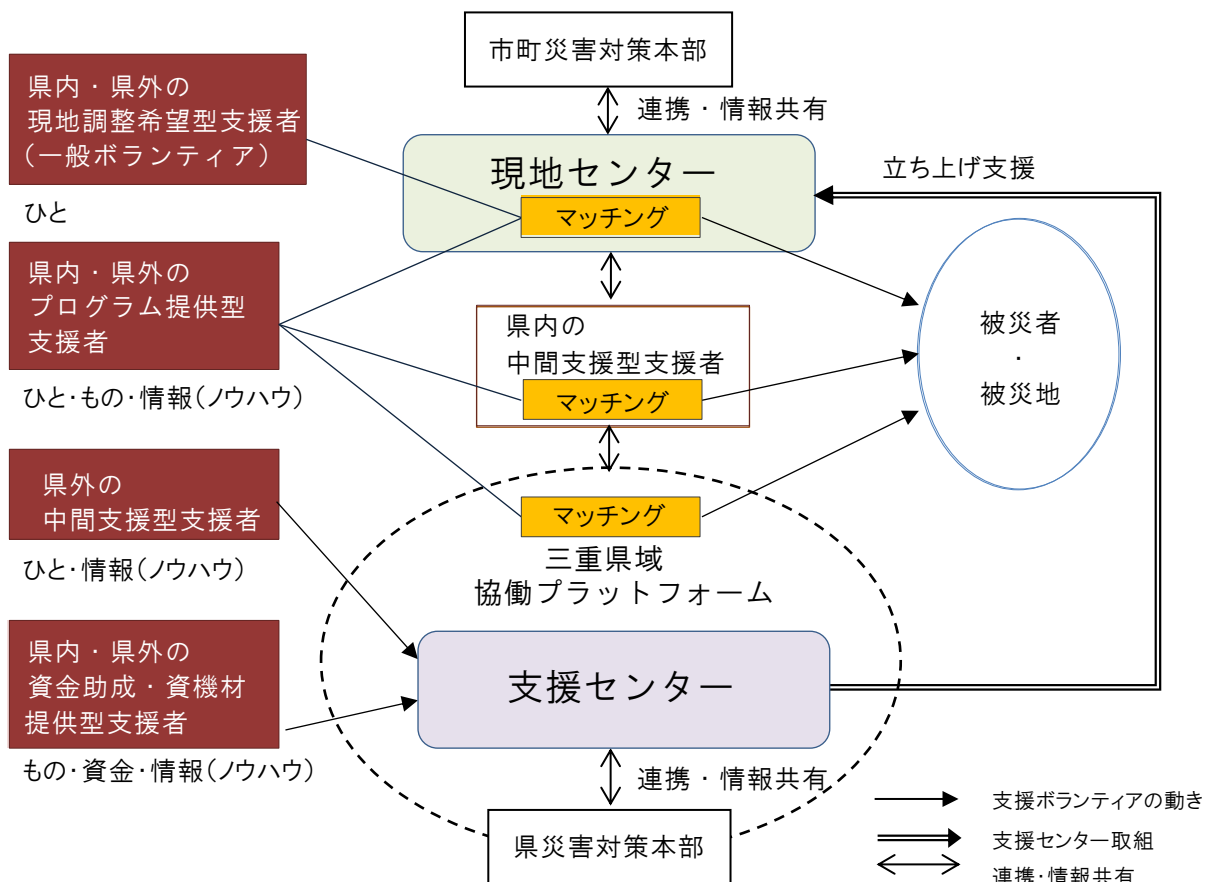 市町災害対策本部
連携・情報共有
県内・県外の
現地調整希望型支援者
(一般ボランティア)
ひと
現地センター
マッチング
立ち上げ支援
県内・県外の
プログラム提供型
支援者
ひと・もの・情報(ノウハウ)
県内の
中間支援型支援者
マッチング
被災者
・
被災地
県外の
中間支援型支援者
ひと・情報(ノウハウ)
マッチング
三重県域
協働プラットフォーム
県内・県外の
資金助成・資機材
提供型支援者
もの・資金・情報(ノウハウ)
支援センター
連携・情報共有
県災害対策本部
支援ボランティアの動き
支援センター取組
連携・情報共有